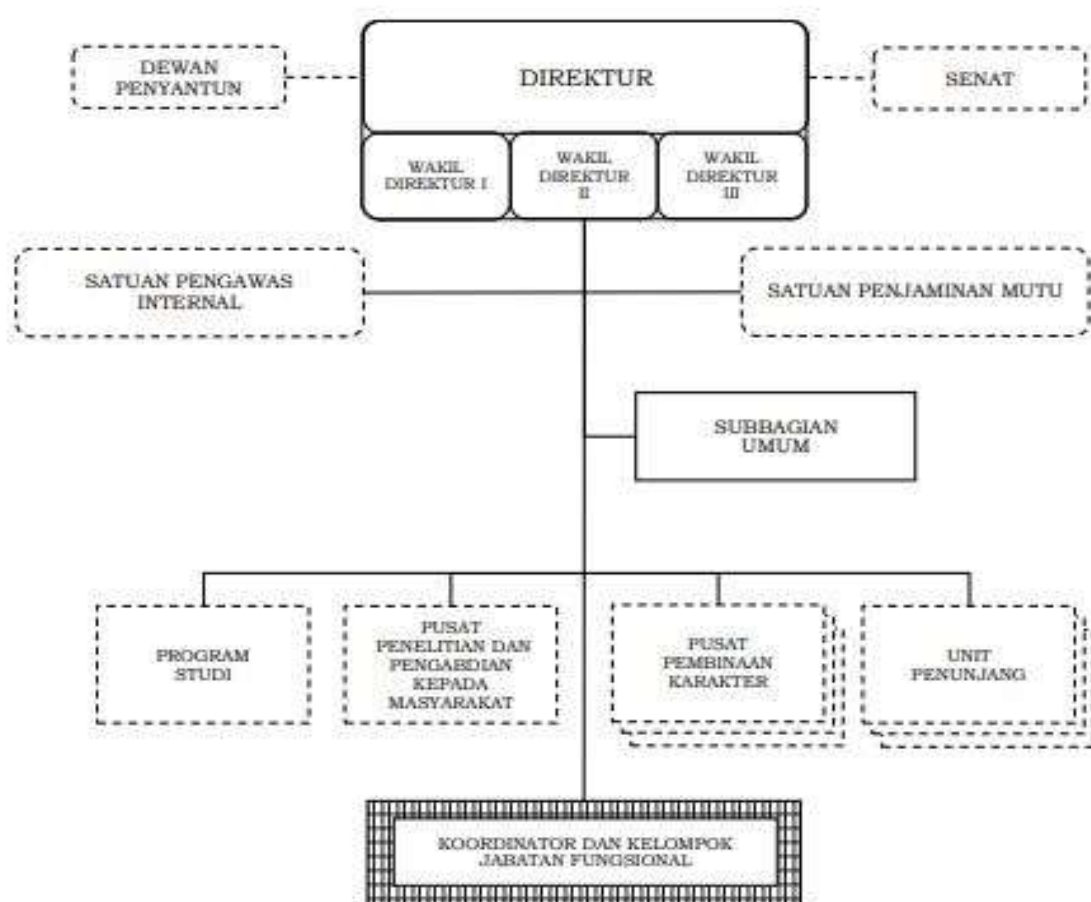 DEWAN
PENYANTUN
DIREKTUR
SENAT
WAKIL
DIREKTUR I
WAKIL
DIREKTUR
II
WAKIL
DIREKTUR
III
SATUAN PENGAWAS
INTERNAL
SATUAN PENJAMINAN MUTU
SUBBAGIAN
UMUM
PROGRAM
STUDI
PUSAT
PENELITIAN DAN
PENGABDIAN
KEPADA
MASYARAKAT
PUSAT
PEMBINAAN
KARAKTER
UNIT
PENUNJANG
KOORDINATOR DAN KELOMPOK
JABATAN FUNGSIONAL